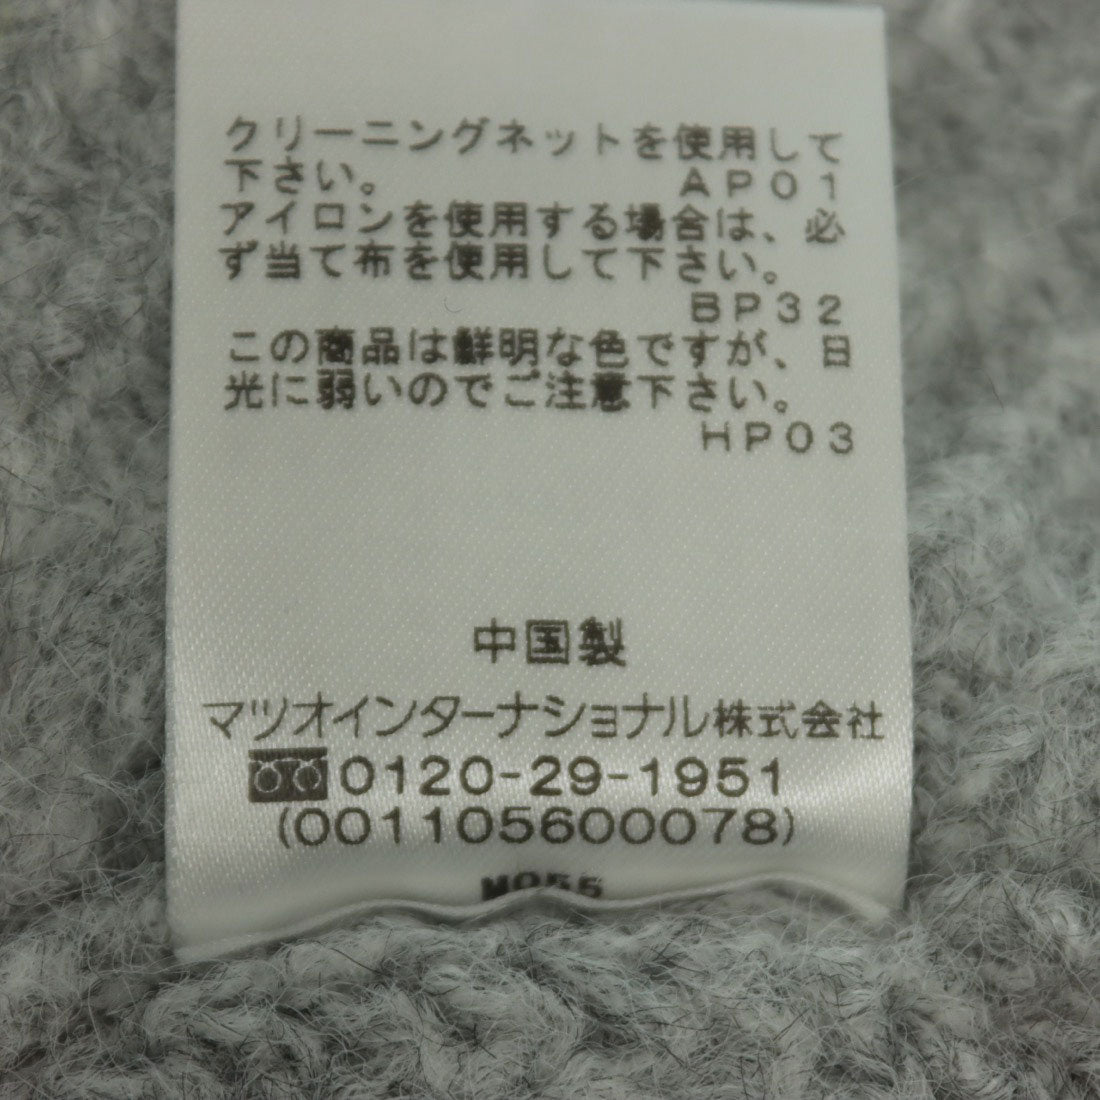 クリーニングネットを使用して
下さい。
AP01
アイロンを使用する場合は、必
ず当て布を使用して下さい。
BP32
この商品は鮮明な色ですが、日
光に弱いのでご注意下さい。
HP03
中国製
マツオインターナショナル株式会社
0120-29-1951
(001105600078)